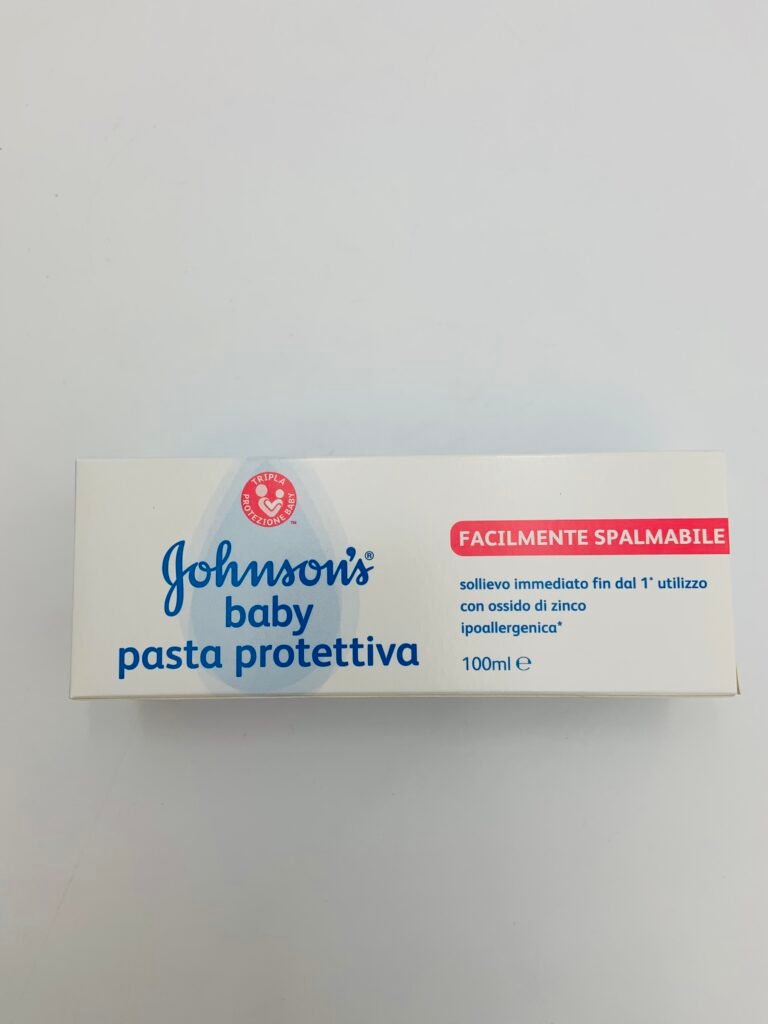 TRIPLA
PROTEZIONE BABY
™
Johnson's®
baby
pasta protettiva
FACILMENTE SPALMABILE
sollievo immediato fin dal 1° utilizzo
con ossido di zinco
ipoallergenica*
100ml ℮